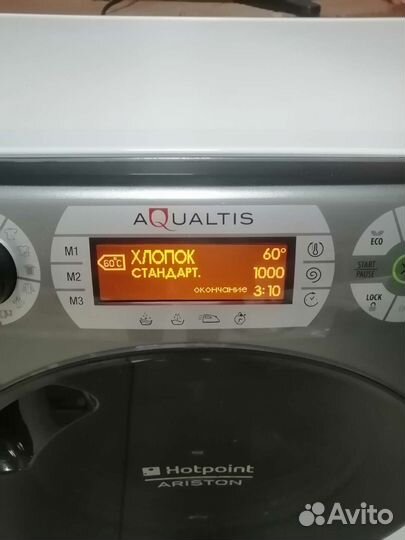 AQUALTIS
M1
M2
M3
60°C
ХЛОПОК 60°
СТАНДАРТ. 1000
окончание 3:10
ECO
START
PAUSE
LOCK
Hotpoint
ARISTON
Avito